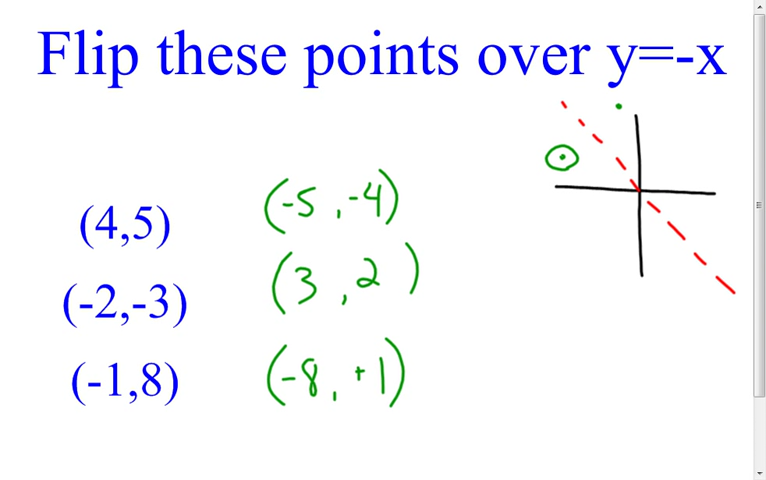 Flip these points over y=-x
(4,5) (-5,-4)
(-2,-3) (3,2)
(-1,8) (-8,+1)